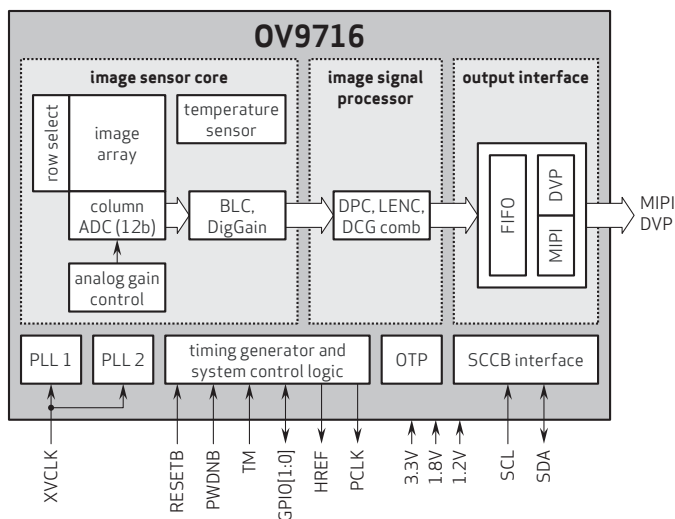 OV9716
image sensor core
image signal
processor
output interface
row select
image
array
temperature
sensor
column
ADC (12b)
BLC,
DigGain
DPC, LENC,
DCG comb
FIFO
DVP
MIPI
MIPI
DVP
analog gain
control
PLL 1
PLL 2
timing generator and
system control logic
OTP
SCCB interface
XVCLK
RESETB
PWDNB
TM
GPIO[1:0]
HREF
PCLK
3.3V
1.8V
1.2V
SCL
SDA